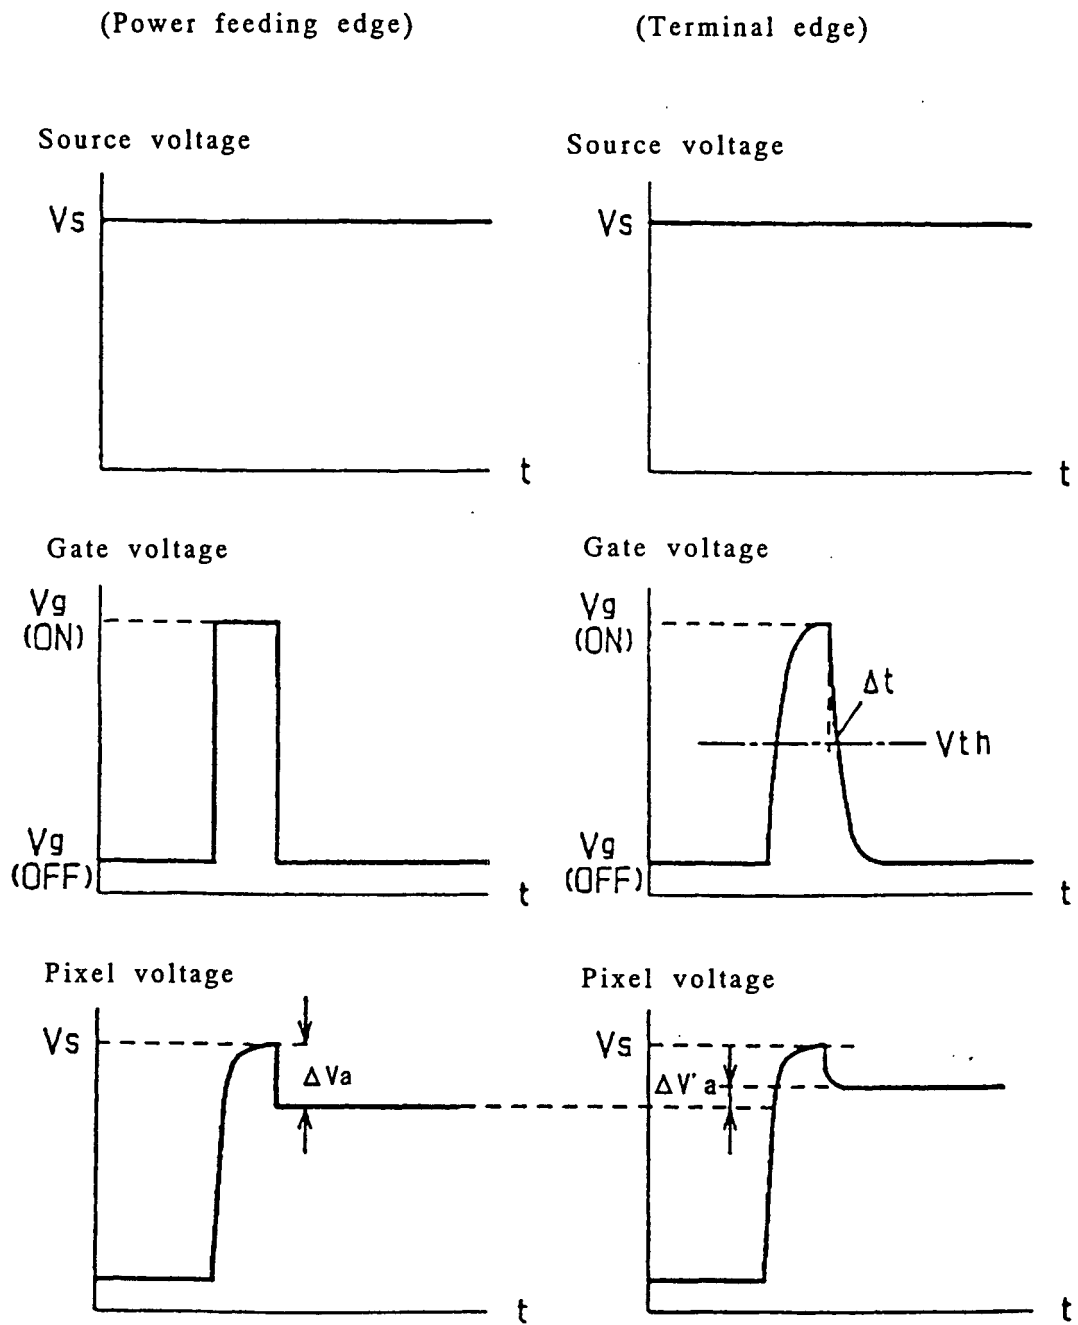 (Power feeding edge)
(Terminal edge)
Source voltage
Vs
t
Source voltage
Vs
t
Gate voltage
Vg
(ON)
Vg
(OFF)
t
Gate voltage
Vg
(ON)
Δt
Vth
Vg
(OFF)
t
Pixel voltage
Vs
ΔVa
t
Pixel voltage
Vs
ΔV'a
t